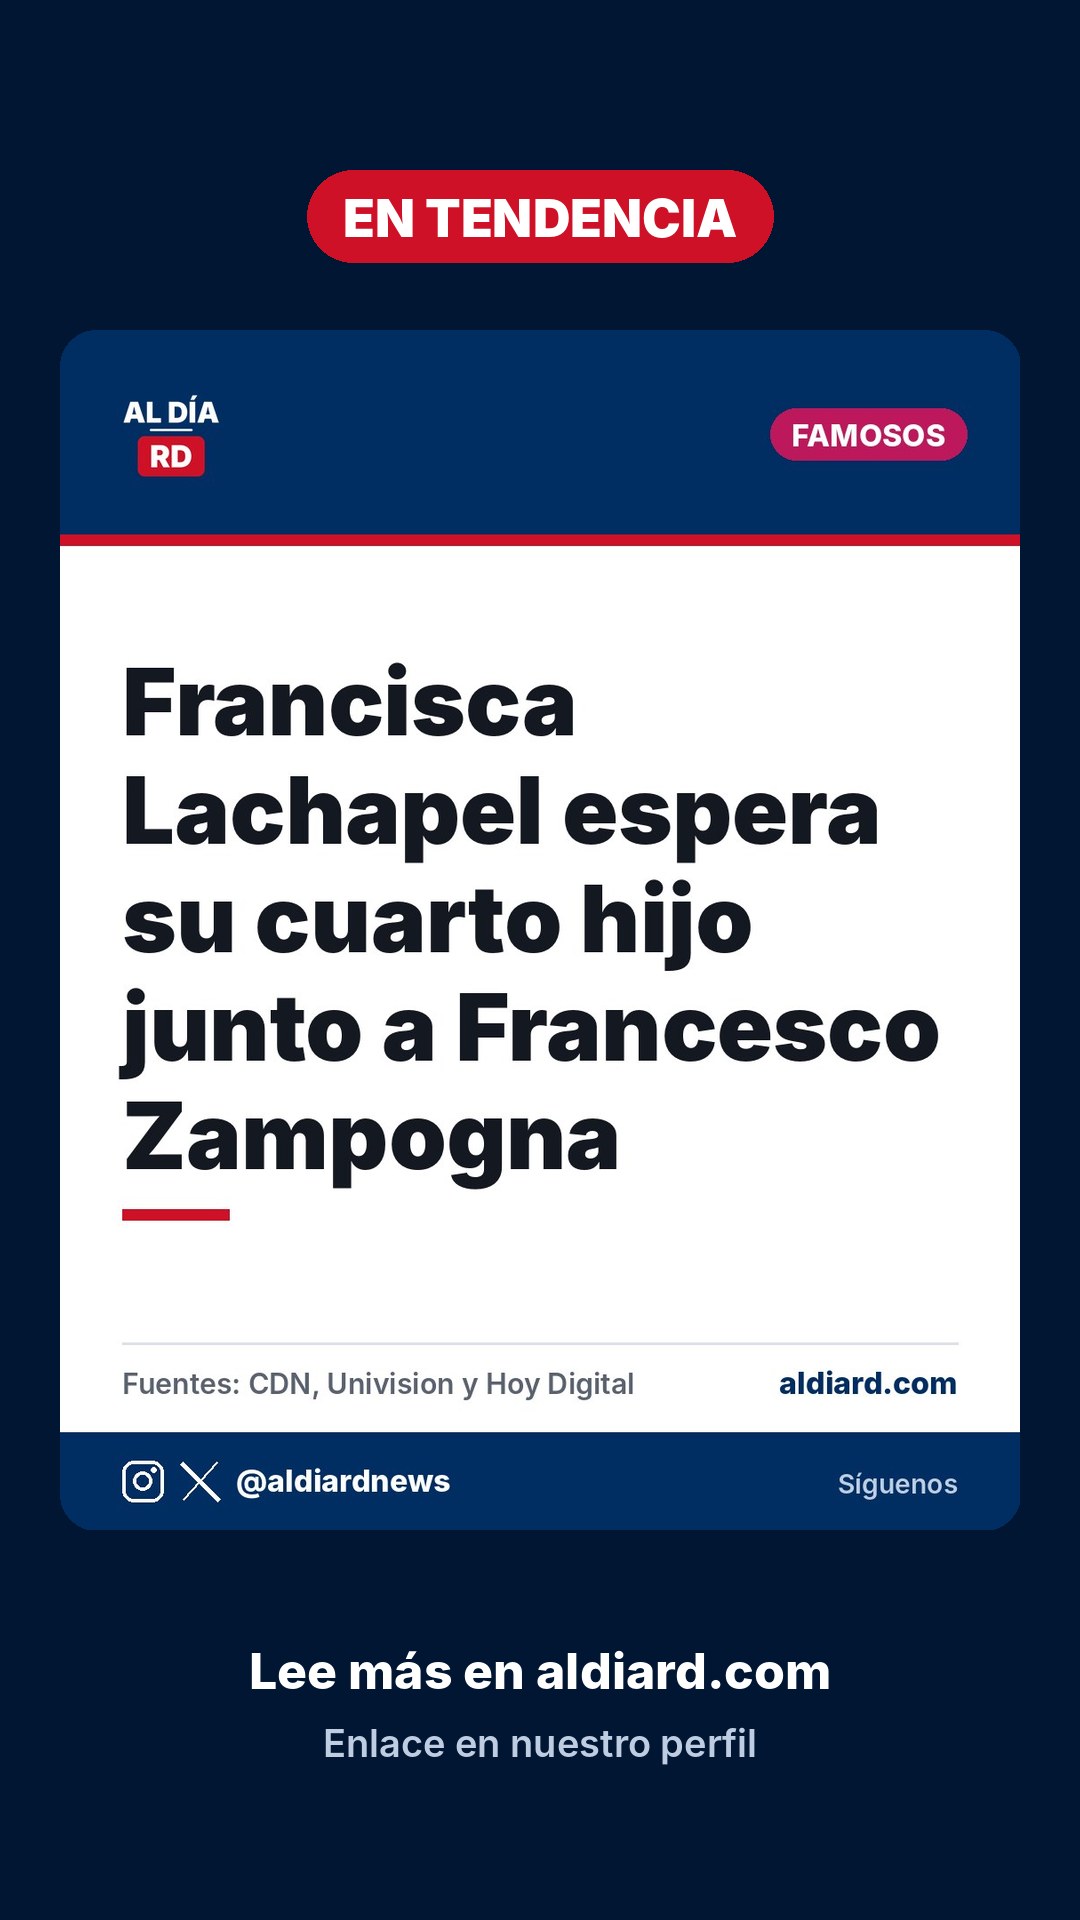 EN TENDENCIA
AL DÍA
RD
FAMOSOS
Francisca
Lachapel espera
su cuarto hijo
junto a Francesco
Zampogna
Fuentes: CDN, Univision y Hoy Digital
aldiard.com
@aldiardnews
Síguenos
Lee más en aldiard.com
Enlace en nuestro perfil